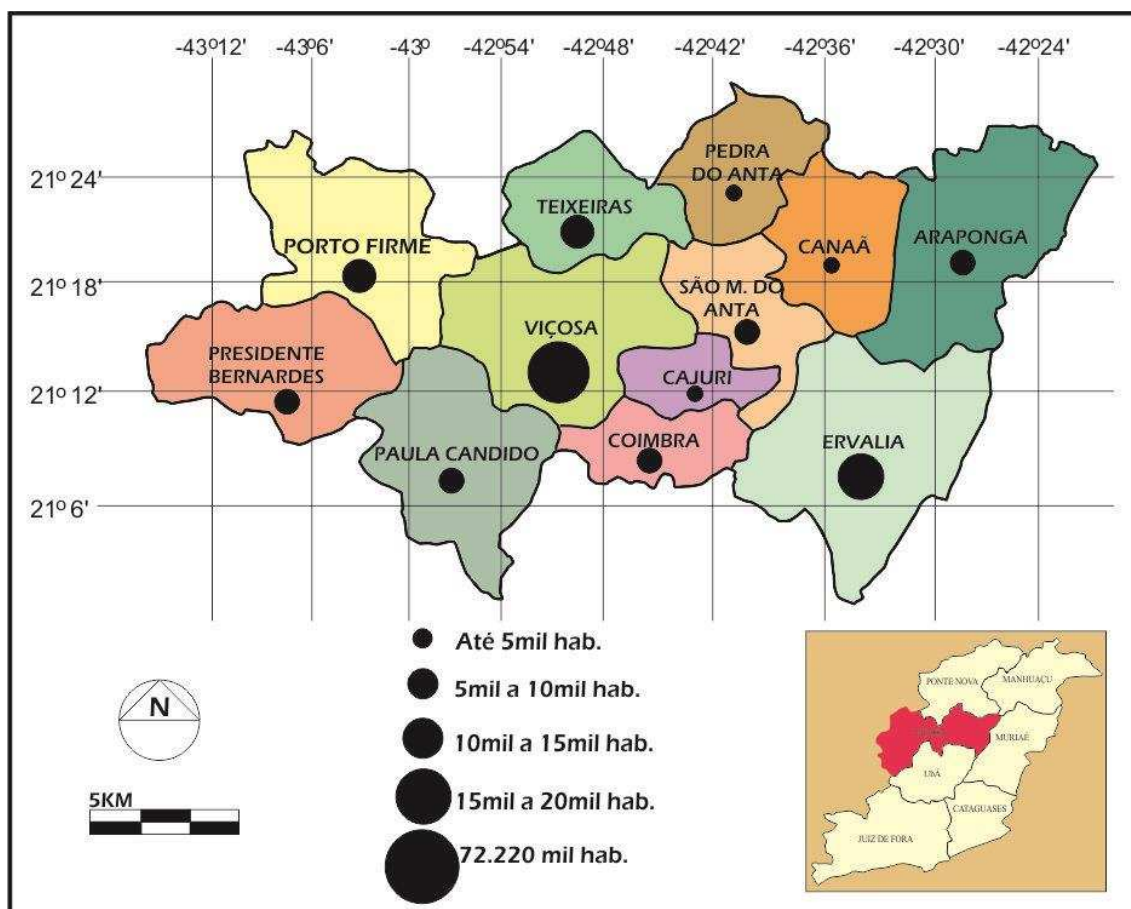 -43º12' -43º06' -43º -42º54' -42º48' -42º42' -42º36' -42º30' -42º24'
21º 24'
21º 18'
21º 12'
21º 6'
PEDRA
DO ANTA
TEIXEIRAS
PORTO FIRME
CANAÃ
ARAPONGA
SÃO M. DO
ANTA
VIÇOSA
PRESIDENTE
BERNARDES
CAJURI
PAULA CANDIDO
COIMBRA
ERVALIA
Até 5mil hab.
5mil a 10mil hab.
10mil a 15mil hab.
15mil a 20mil hab.
72.220 mil hab.
N
5KM
PONTE NOVA
MANHUAÇU
MURIAÉ
UBÁ
CATAGUASES
JUIZ DE FORA